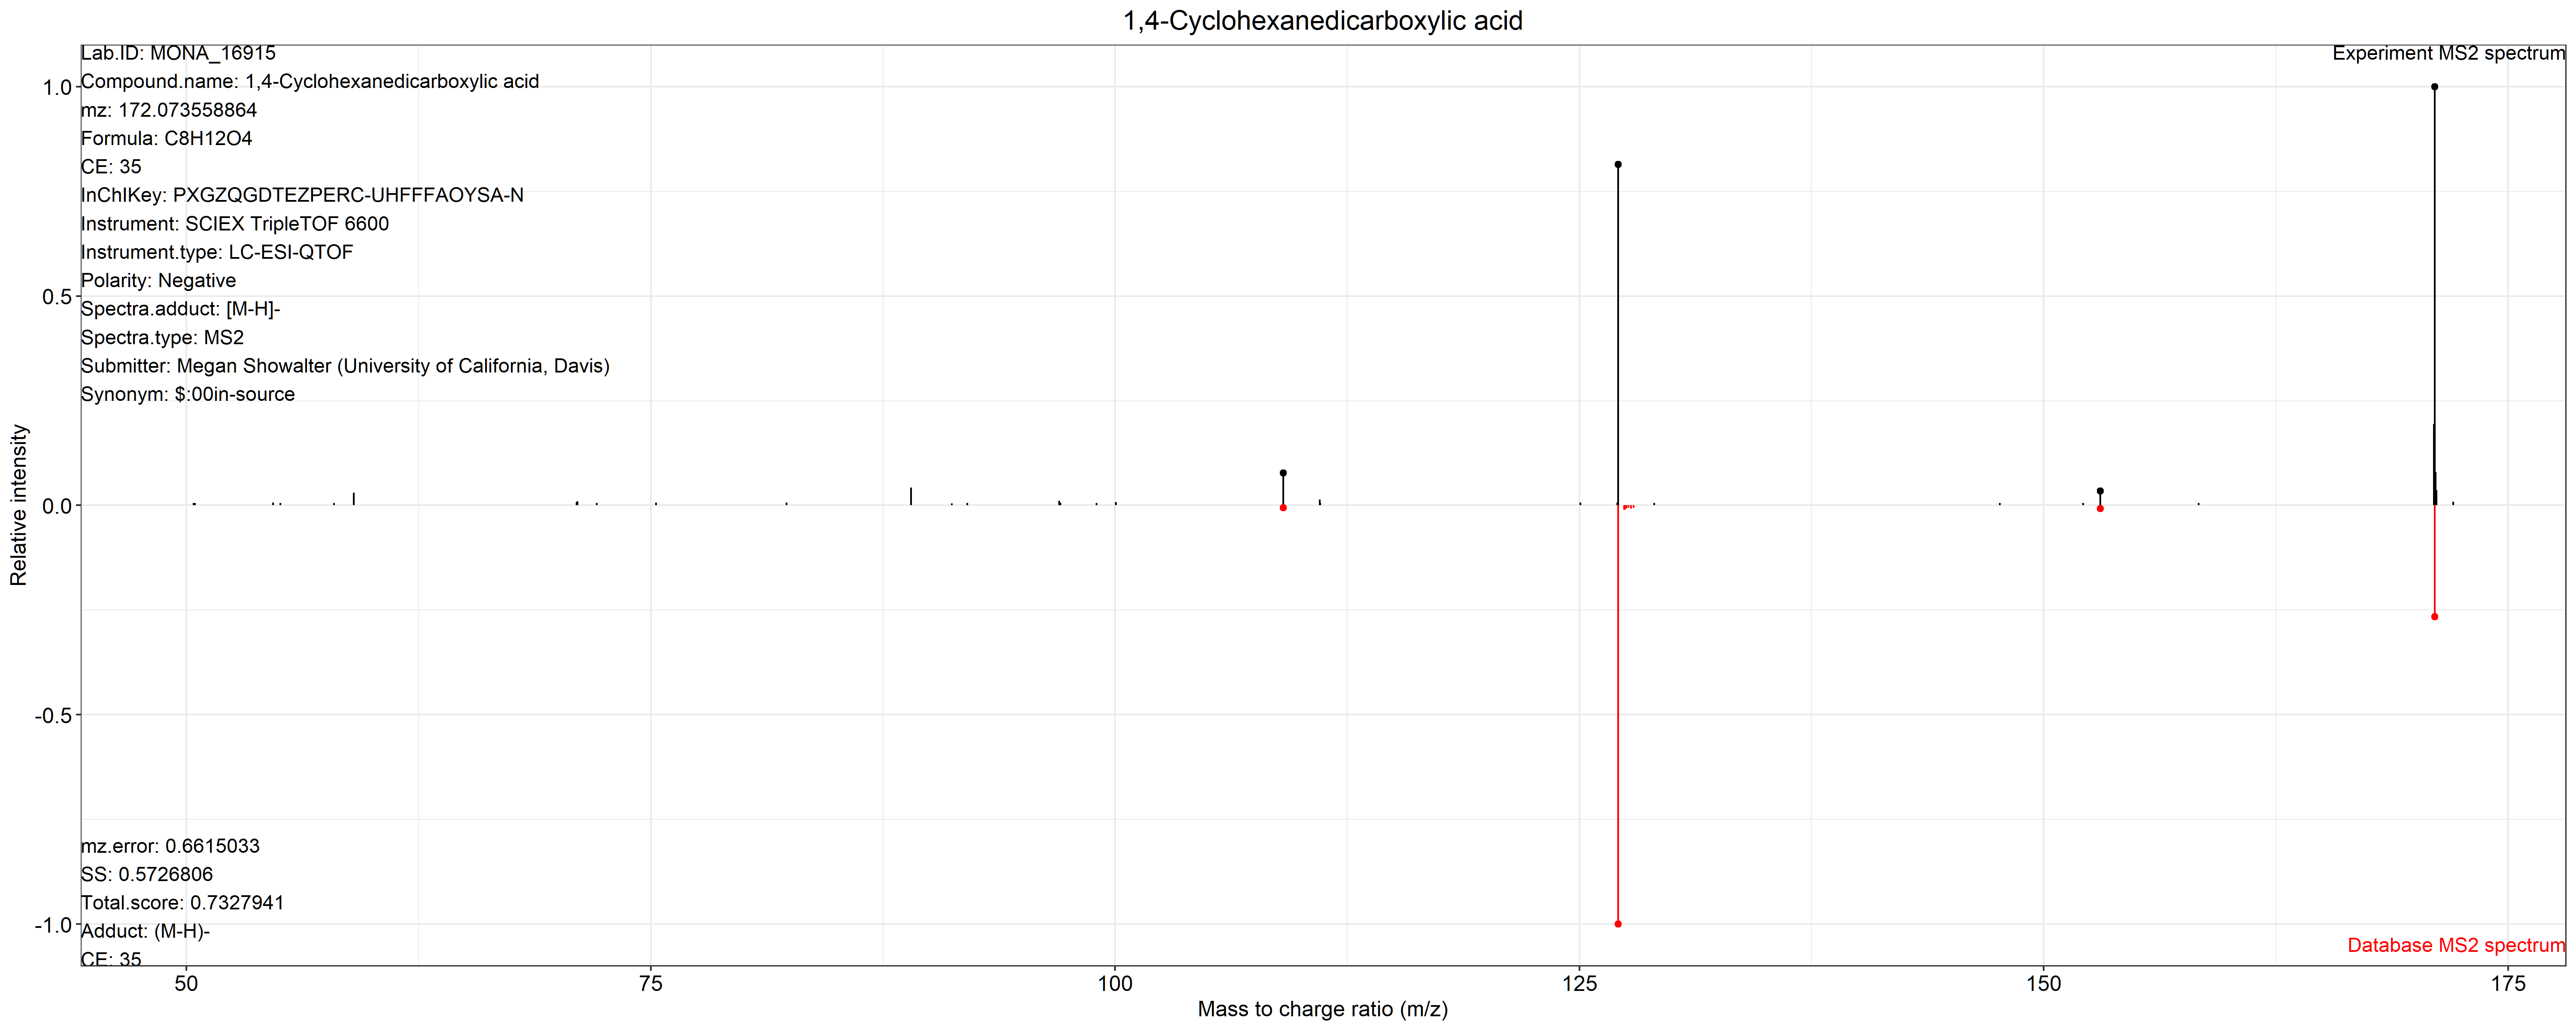 1,4-Cyclohexanedicarboxylic acid
Lab.ID: MONA_16915
Experiment MS2 spectrum
Compound.name: 1,4-Cyclohexanedicarboxylic acid
mz: 172.073558864
Formula: C8H12O4
CE: 35
InChIKey: PXGZQGDTEZPERC-UHFFFAOYSA-N
Instrument: SCIEX TripleTOF 6600
Instrument.type: LC-ESI-QTOF
Polarity: Negative
Spectra.adduct: [M-H]-
Spectra.type: MS2
Submitter: Megan Showalter (University of California, Davis)
Synonym: $:00in-source
1.0
0.5
0.0
-0.5
-1.0
Relative intensity
mz.error: 0.6615033
SS: 0.5726806
Total.score: 0.7327941
Adduct: (M-H)-
CE: 35
Database MS2 spectrum
50 75 100 125 150 175
Mass to charge ratio (m/z)